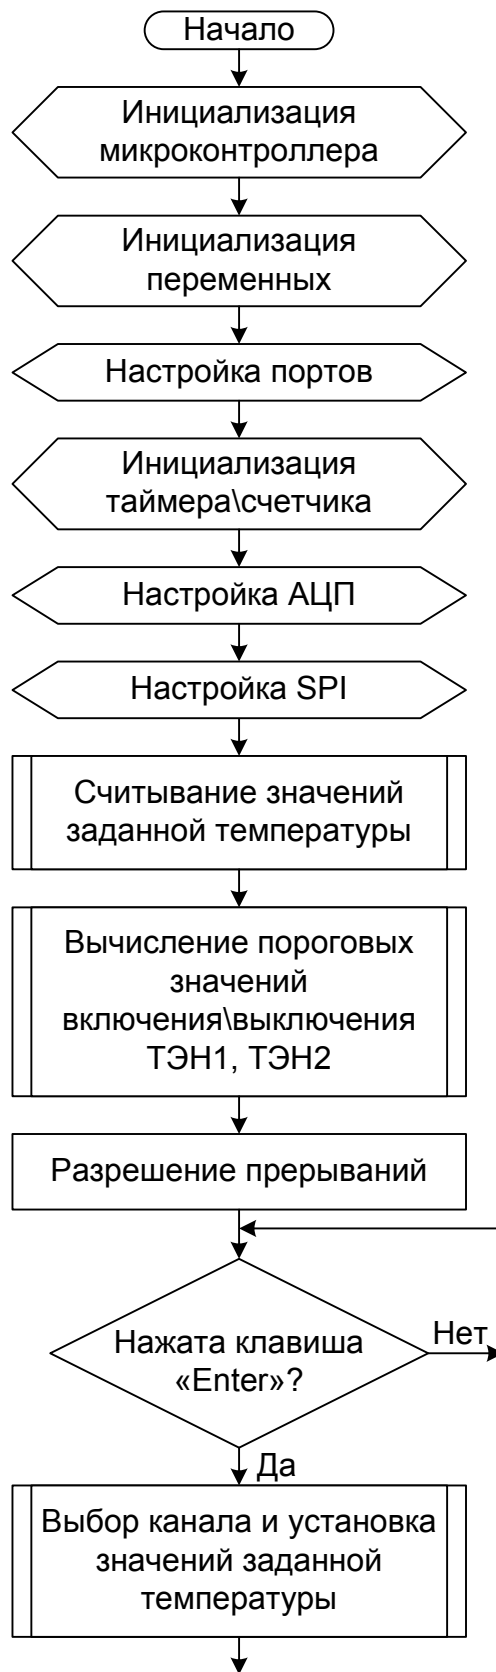 Начало
Инициализация
микроконтроллера
Инициализация
переменных
Настройка портов
Инициализация
таймера\счетчика
Настройка АЦП
Настройка SPI
Считывание значений
заданной температуры
Вычисление пороговых
значений
включения\выключения
ТЭН1, ТЭН2
Разрешение прерываний
Нажата клавиша
«Enter»?
Нет
Да
Выбор канала и установка
значений заданной
температуры